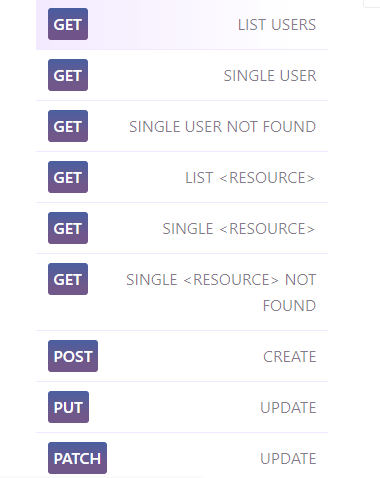 GET LIST USERS
GET SINGLE USER
GET SINGLE USER NOT FOUND
GET LIST <RESOURCE>
GET SINGLE <RESOURCE>
GET SINGLE <RESOURCE> NOT
FOUND
POST CREATE
PUT UPDATE
PATCH UPDATE